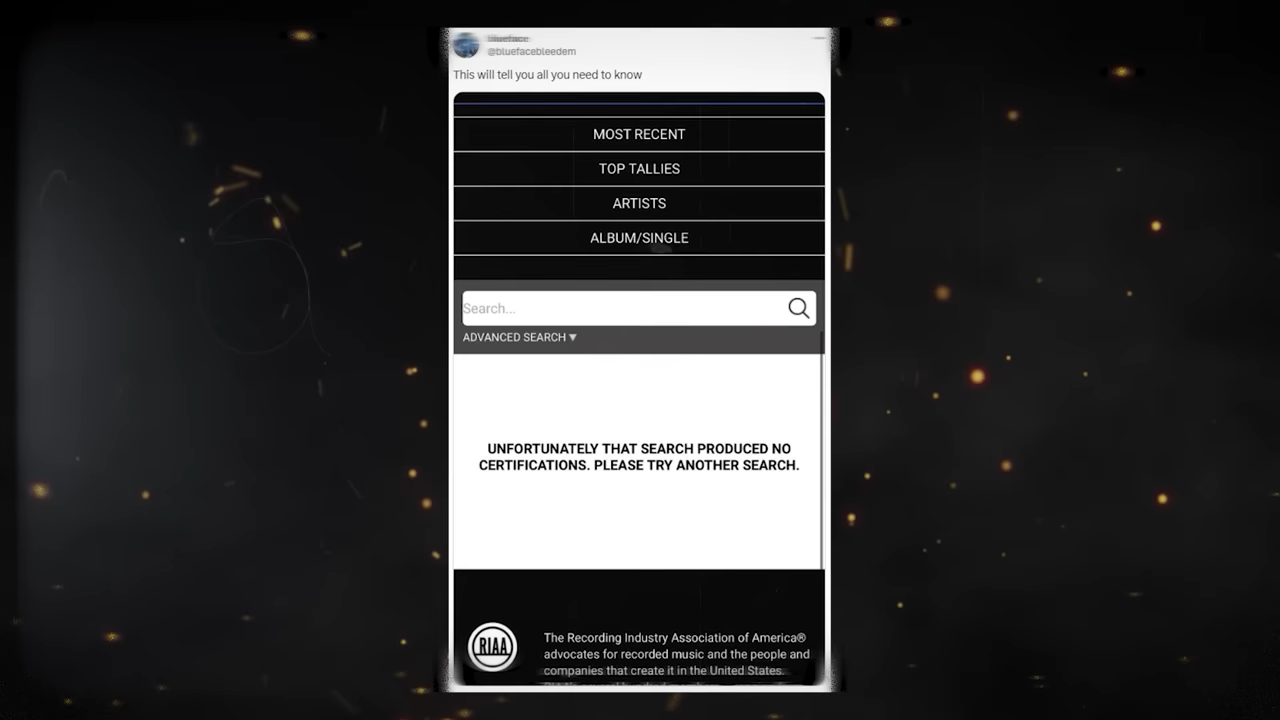 blueface
@bluefacebleedem
This will tell you all you need to know
MOST RECENT
TOP TALLIES
ARTISTS
ALBUM/SINGLE
Search...
ADVANCED SEARCH ▼
UNFORTUNATELY THAT SEARCH PRODUCED NO
CERTIFICATIONS. PLEASE TRY ANOTHER SEARCH.
RIAA
The Recording Industry Association of America®
advocates for recorded music and the people and
companies that create it in the United States.